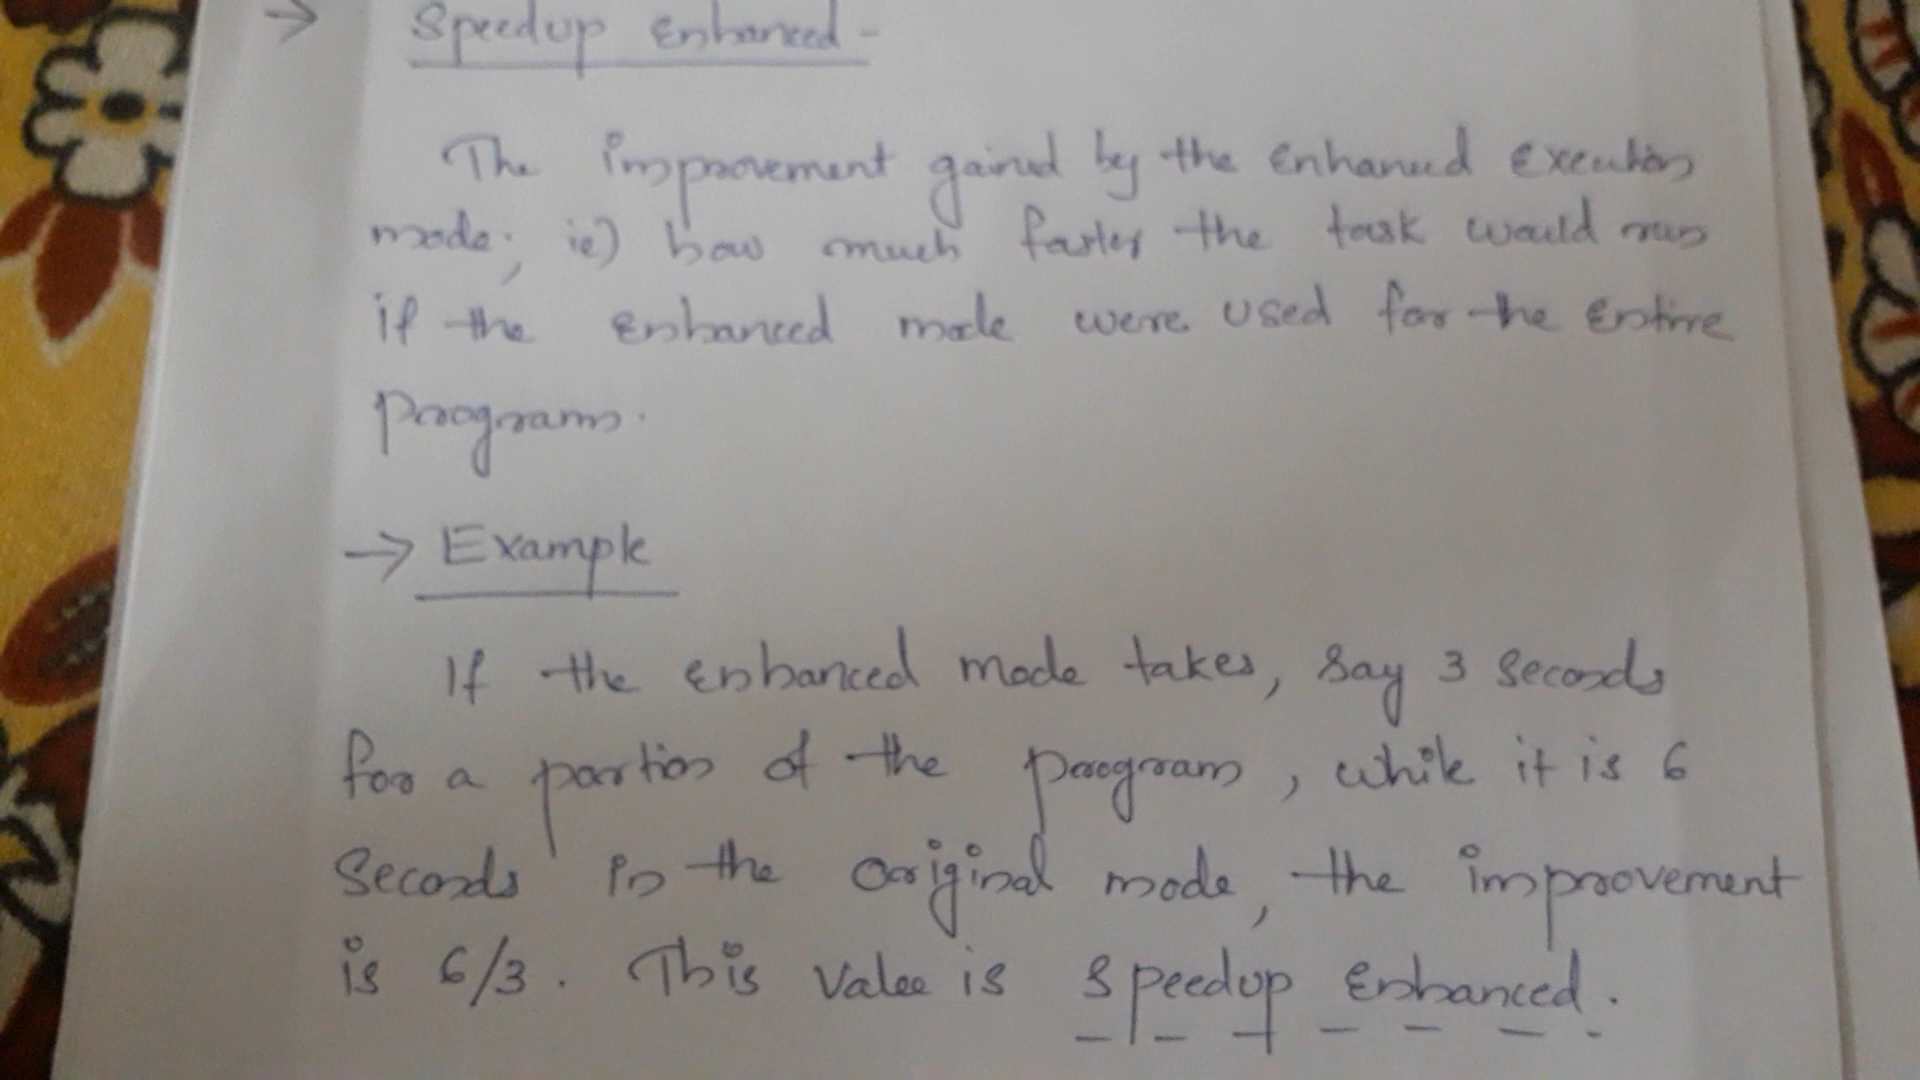 → Speedup Enhanced -
The improvement gained by the Enhanced Execution
mode; ie) how much faster the task would run
if the Enhanced mode were used for the Entire
program.
→ Example
If the Enhanced mode takes, Say 3 Seconds
for a portion of the program, while it is 6
Seconds in the original mode, the improvement
is 6/3. This Value is Speedup Enhanced.